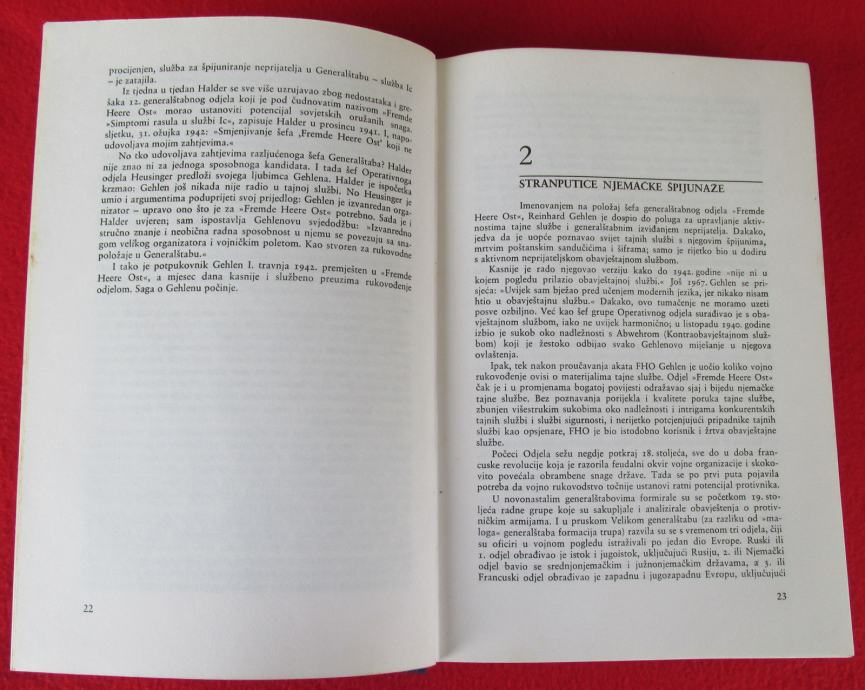 procijenjen, služba za špijuniranje neprijatelja u Generalštabu – služba Ic
– je zatajila.
Iz tjedna u tjedan Halder se sve više uzrujavao zbog nedostataka i gre-
šaka 12. generalštabnog odjela koji je pod čudnovatim nazivom »Fremde
Heere Ost« morao ustanoviti potencijal sovjetskih oružanih snaga.
»Simptomi rasula u službi Ic«, zapisuje Halder u prosincu 1941. I, napo-
sljetku, 31. ožujka 1942: »Smjenjivanje šefa ‚Fremde Heere Ost' koji ne
udovoljava mojim zahtjevima.«
No tko udovoljava zahtjevima razljućenoga šefa Generalštaba? Halder
nije znao ni za jednoga sposobnoga kandidata. I tada šef Operativnoga
odjela Heusinger predloži svojega ljubimca Gehlena. Halder je ispočetka
krzmao: Gehlen još nikada nije radio u tajnoj službi. No Heusinger je
umio i argumentima poduprijeti svoj prijedlog: Gehlen je izvanredan orga-
nizator – upravo ono što je za »Fremde Heere Ost« potrebno. Sada je i
Halder uvjeren; sam ispostavlja Gehlenovu svjedodžbu: »Izvanredno
stručno znanje i neobična radna sposobnost u njemu se povezuju sa sna-
gom velikog organizatora i vojničkim poletom. Kao stvoren za rukovodne
položaje u Generalštabu.«
I tako je potpukovnik Gehlen 1. travnja 1942. premješten u »Fremde
Heere Ost«, a mjesec dana kasnije i službeno preuzima rukovođenje
odjelom. Saga o Gehlenu počinje.
22
2
STRANPUTICE NJEMAČKE ŠPIJUNAŽE
Imenovanjem na položaj šefa generalštabnog odjela »Fremde
Heere Ost«, Reinhard Gehlen je dospio do poluga za upravljanje aktiv-
nostima tajne službe i generalštabnim izviđanjem neprijatelja. Dakako,
jedva da je uopće poznavao svijet tajnih službi s njegovim špijunima,
mrtvim poštanskim sandučićima i šiframa; samo je rijetko bio u dodiru
s aktivnom neprijateljskom obavještajnom službom.
Kasnije je rado njegovao verziju kako do 1942. godine »nije ni u
kojem pogledu prilazio obavještajnoj službi.« Još 1967. Gehlen se pri-
sjeća: »Uvijek sam bježao pred učenjem modernih jezika, jer nikako nisam
htio u obavještajnu službu.« Dakako, ovo tumačenje ne moramo uzeti
posve ozbiljno. Već kao šef grupe Operativnog odjela surađivao je s oba-
vještajnom službom, iako ne uvijek harmonično; u listopadu 1940. godine
izbio je sukob oko nadležnosti s Abwehrom (Kontraobavještajnom služ-
bom) koji je žestoko odbijao svako Gehlenovo miješanje u njegova
ovlaštenja.
Ipak, tek nakon proučavanja akata FHO Gehlen je uočio koliko vojno
rukovođenje ovisi o materijalima tajne službe. Odjel »Fremde Heere Ost«
čak je i u promjenama bogatoj povijesti odražavao sjaj i bijedu njemačke
tajne službe. Bez poznavanja porijekla i kvalitete poruka tajne službe,
zbunjen višestrukim sukobima oko nadležnosti i intrigama konkurentskih
tajnih službi i službi sigurnosti, i nerijetko potcjenjujući pripadnike tajnih
službi kao opsjenare, FHO je bio istodobno korisnik i žrtva obavještajne
službe.
Počeci Odjela sežu negdje potkraj 18. stoljeća, sve do u doba fran-
cuske revolucije koja je razorila feudalni okvir vojne organizacije i skoko-
vito povećala obrambene snage države. Tada se po prvi puta pojavila
potreba da vojno rukovodstvo točnije ustanovi ratni potencijal protivnika.
U novonastalim generalštabovima formirale su se početkom 19. sto-
ljeća radne grupe koje su sakupljale i analizirale obavještenja o protiv-
ničkim armijama. I u pruskom Velikom generalštabu (za razliku od »ma-
loga« generalštaba formacija trupa) razvila su se s vremenom tri odjela, čiji
su oficiri u vojnom pogledu istraživali po jedan dio Evrope. Ruski ili
1. odjel obrađivao je istok i jugoistok, uključujući Rusiju, 2. ili Njemački
odjel bavio se srednjonjemačkim i južnonjemačkim državama, a 3. ili
Francuski odjel obrađivao je zapadnu i jugozapadnu Evropu, uključujući
23